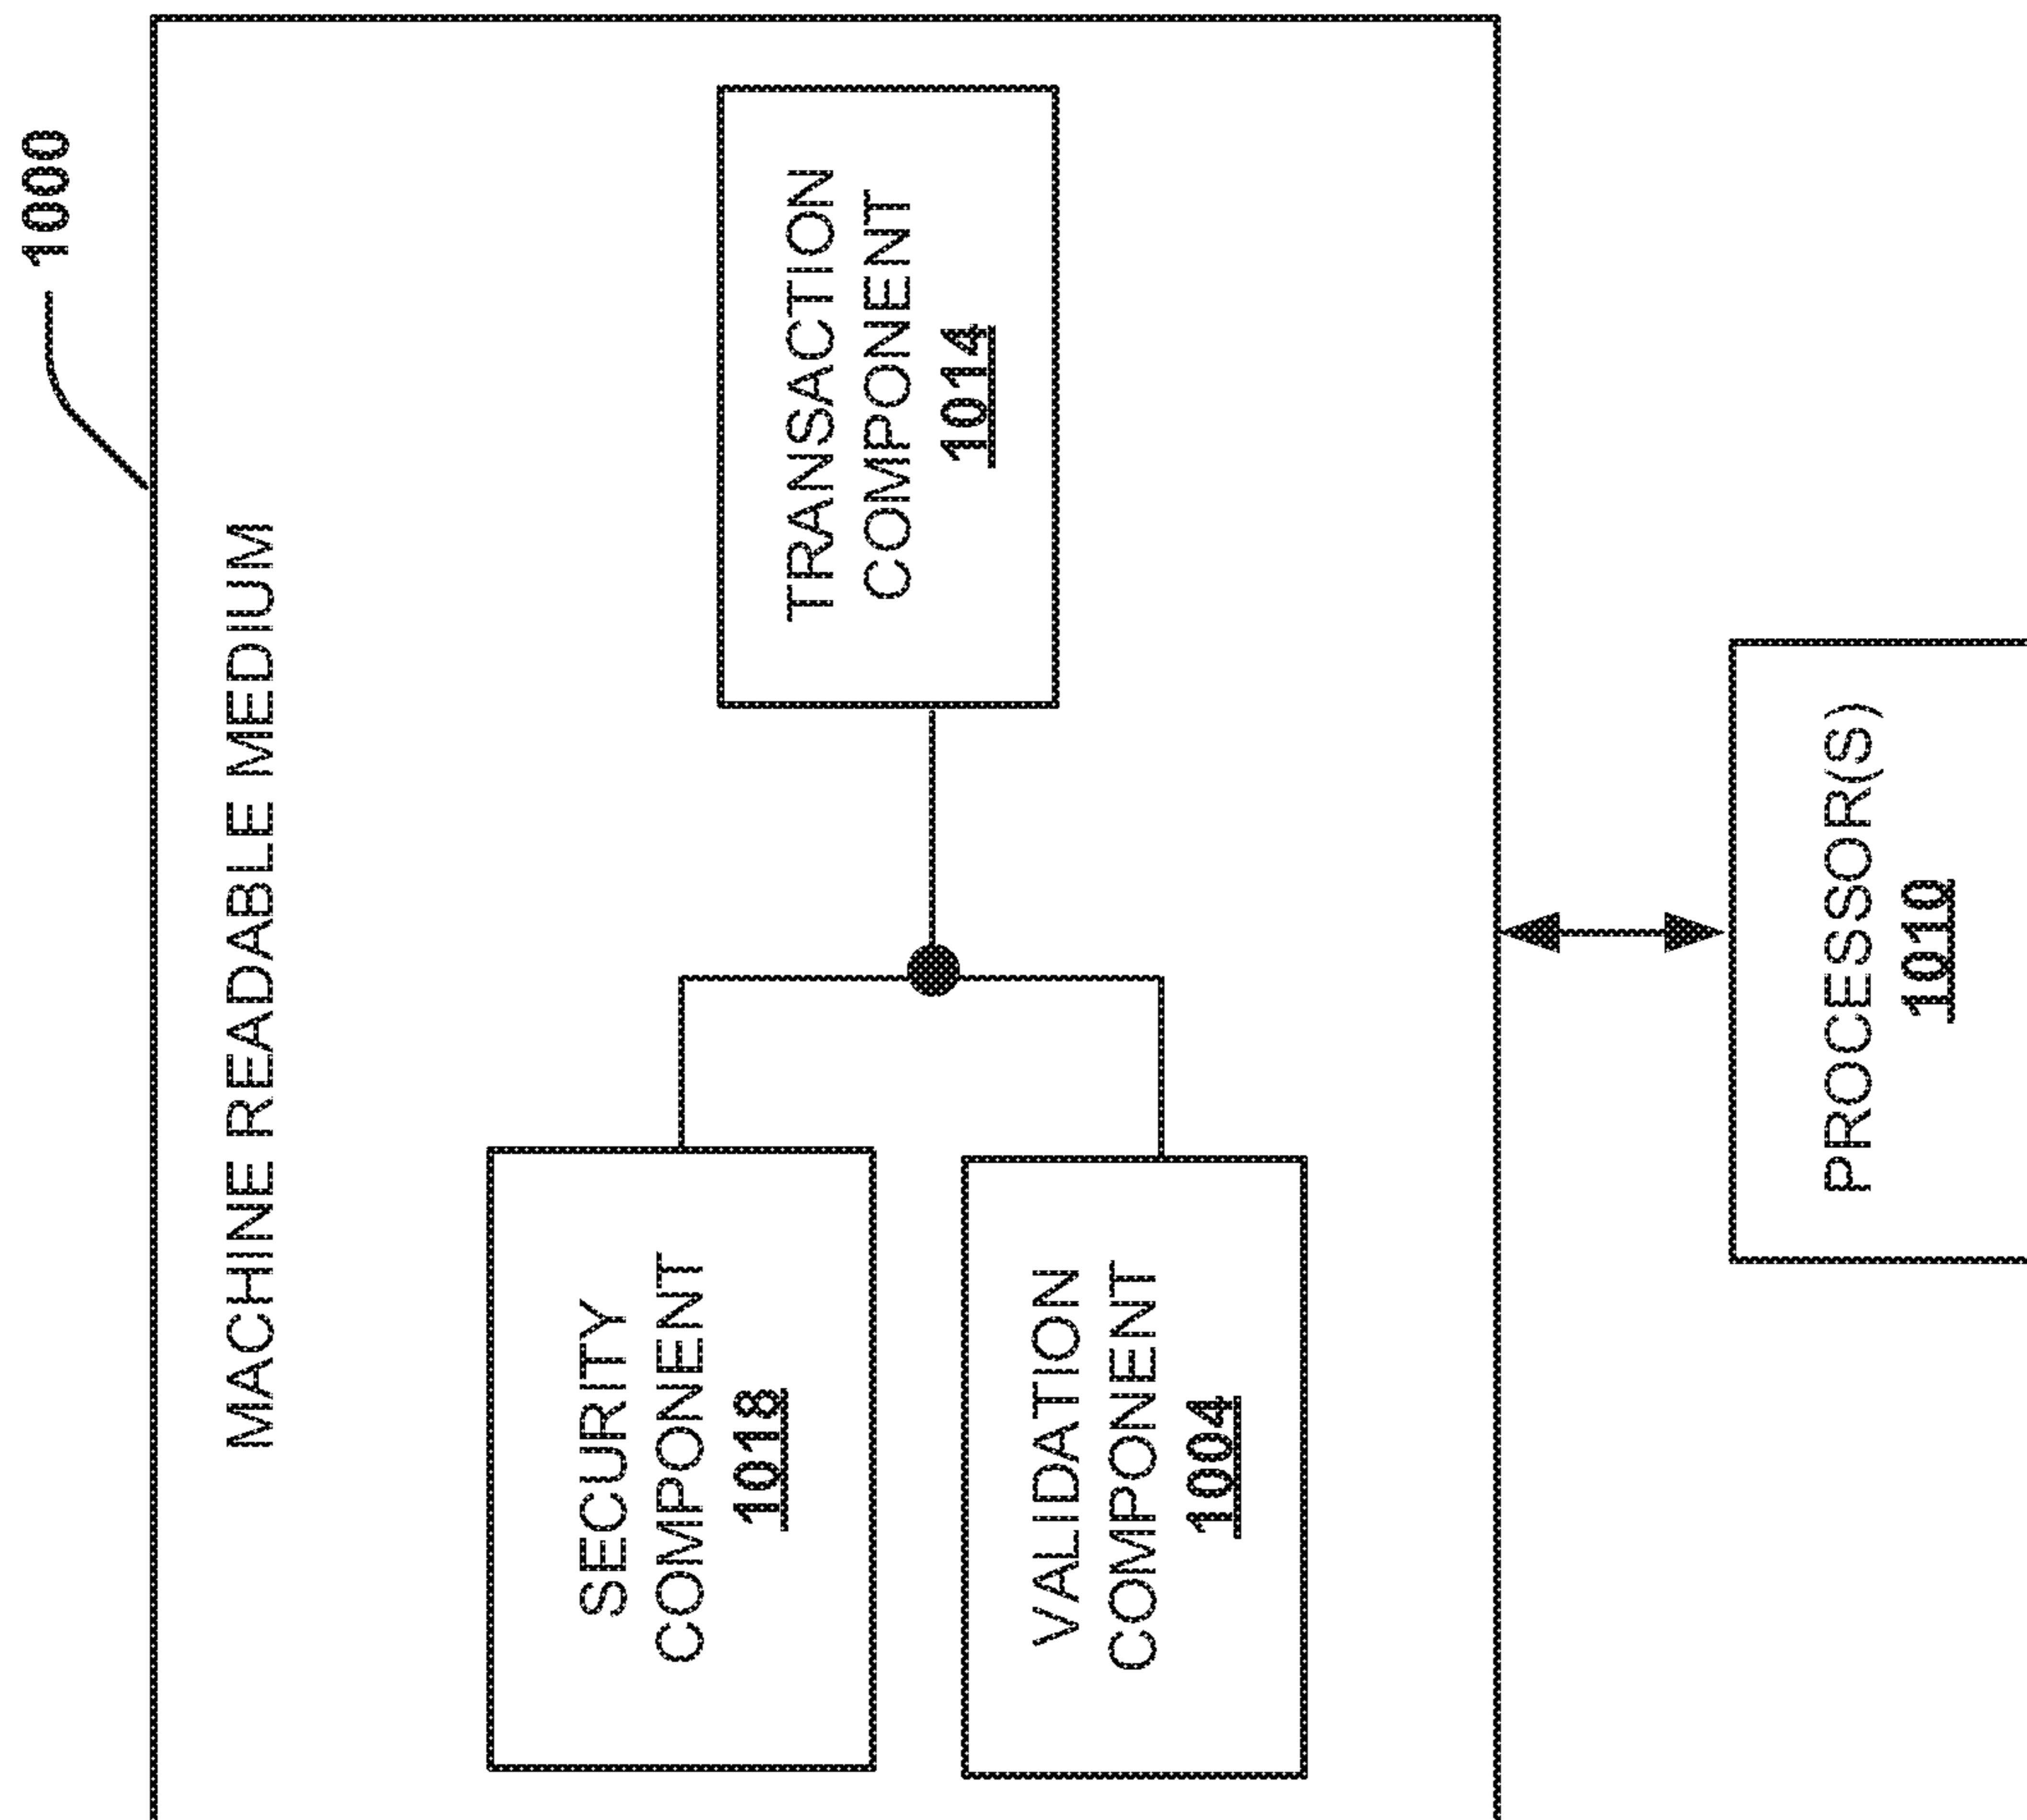 1000
MACHINE READABLE MEDIUM
SECURITY
COMPONENT
1018
TRANSACTION
COMPONENT
1014
VALIDATION
COMPONENT
1004
PROCESSOR(S)
1010